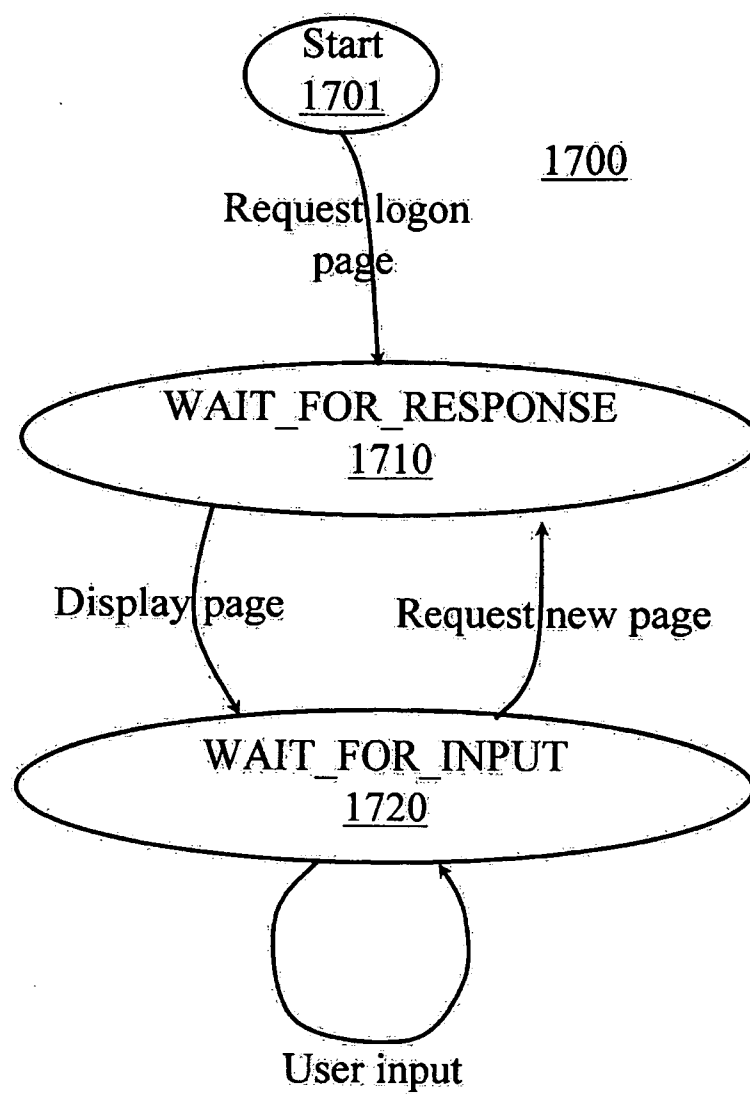 Start
1701
1700
Request logon
page
WAIT_FOR_RESPONSE
1710
Display page
Request new page
WAIT_FOR_INPUT
1720
User input